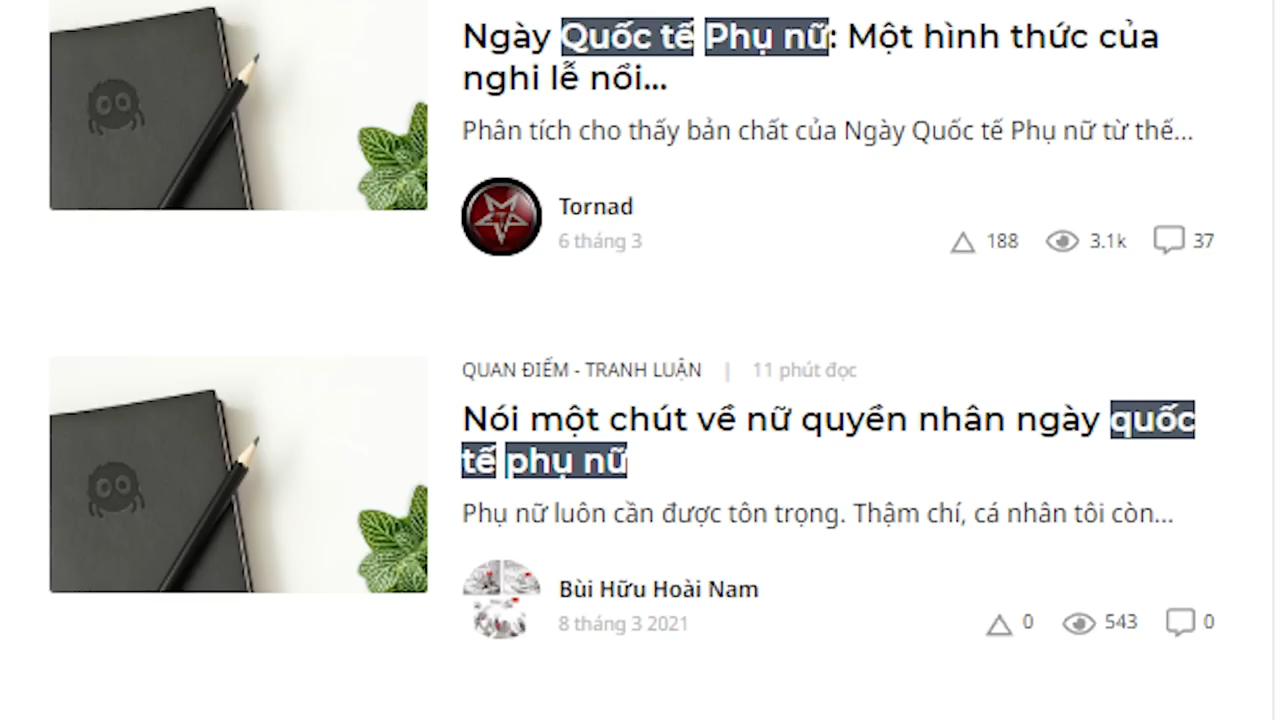 Ngày Quốc tế Phụ nữ: Một hình thức của
nghi lễ nổi...
Phân tích cho thấy bản chất của Ngày Quốc tế Phụ nữ từ thế...
Tornad
6 tháng 3
188 3.1k 37
QUAN ĐIỂM - TRANH LUẬN | 11 phút đọc
Nói một chút về nữ quyền nhân ngày quốc
tế phụ nữ
Phụ nữ luôn cần được tôn trọng. Thậm chí, cá nhân tôi còn...
Bùi Hữu Hoài Nam
8 tháng 3 2021
0 543 0